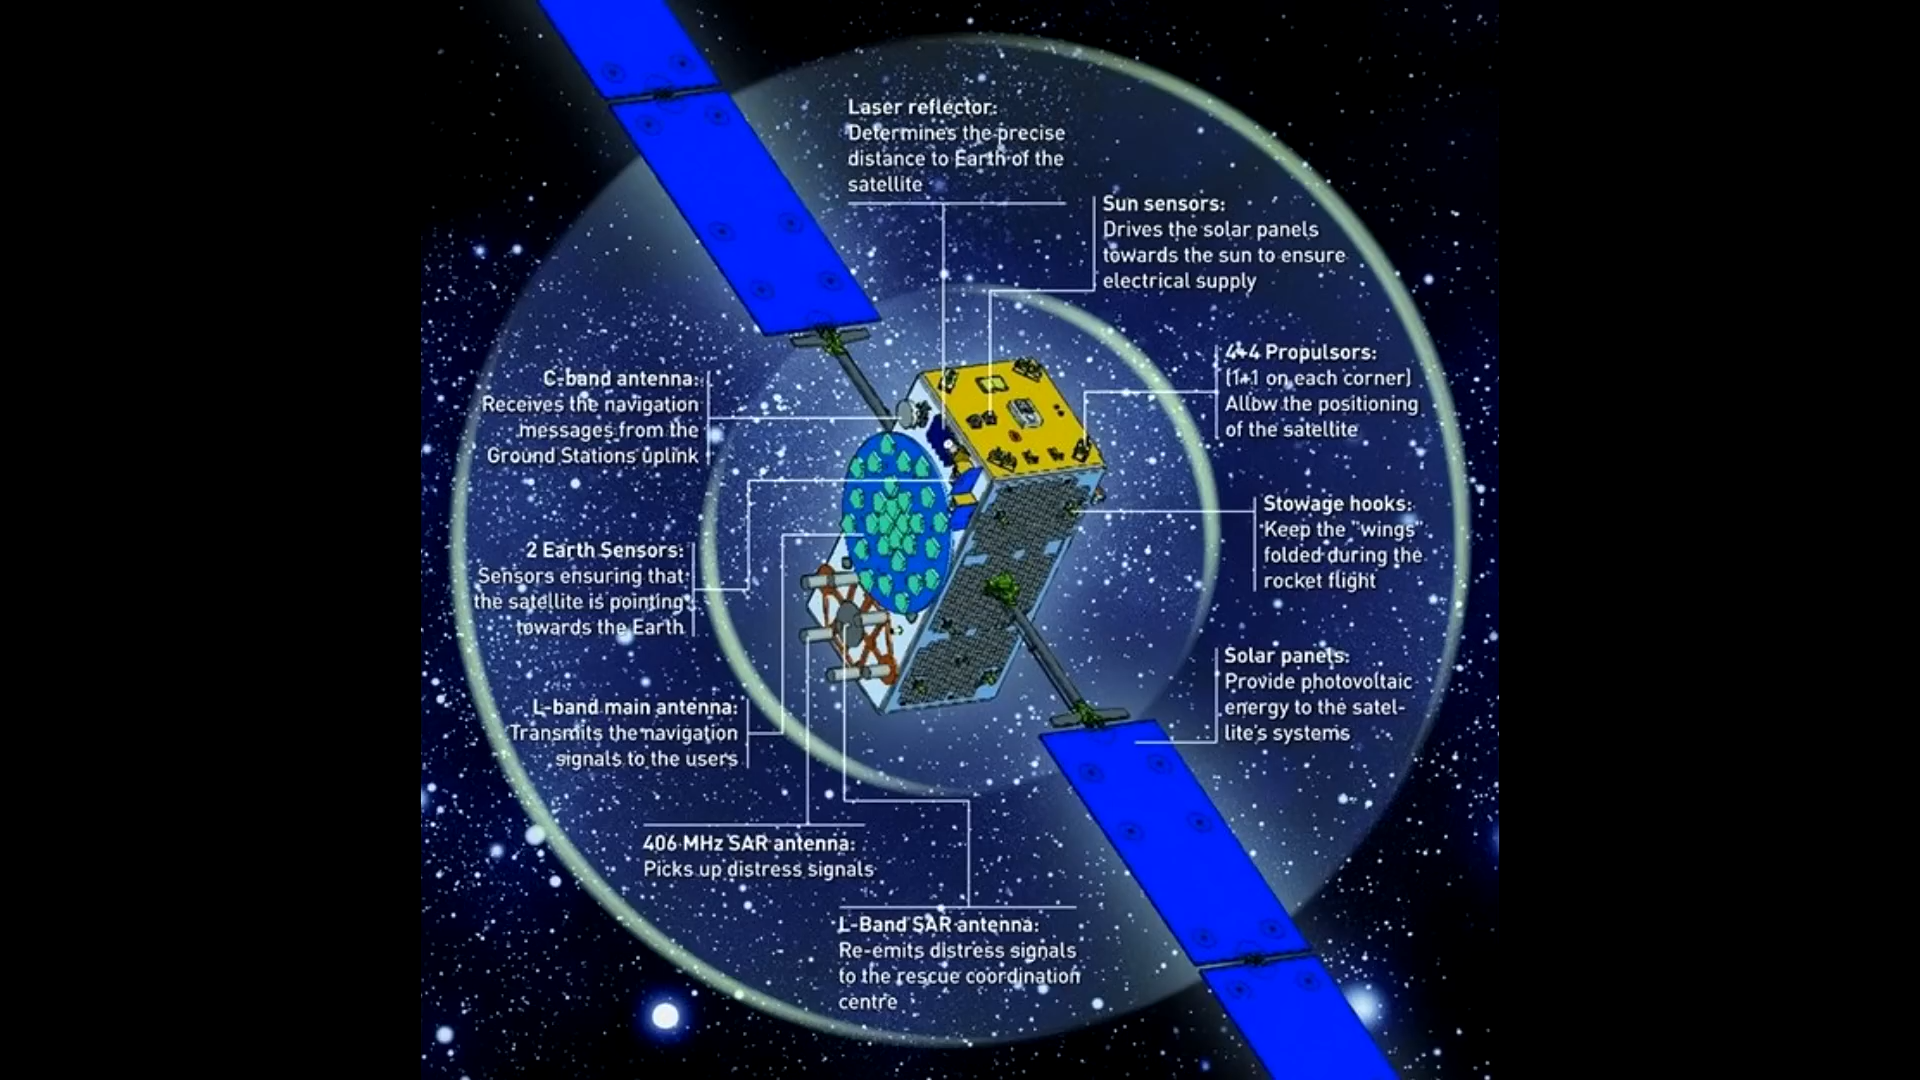 Laser reflector:
Determines the precise
distance to Earth of the
satellite
Sun sensors:
Drives the solar panels
towards the sun to ensure
electrical supply
4+4 Propulsors:
(1+1 on each corner)
Allow the positioning
of the satellite
C-band antenna:
Receives the navigation
messages from the
Ground Stations uplink
Stowage hooks:
Keep the "wings"
folded during the
rocket flight
2 Earth Sensors:
Sensors ensuring that
the satellite is pointing
towards the Earth
Solar panels:
Provide photovoltaic
energy to the satel-
lite's systems
L-band main antenna:
Transmits the navigation
signals to the users
406 MHz SAR antenna:
Picks up distress signals
L-Band SAR antenna:
Re-emits distress signals
to the rescue coordination
centre